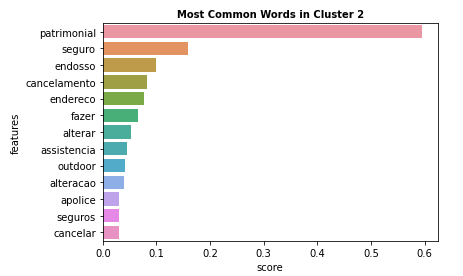 Most Common Words in Cluster 2
patrimonial
seguro
endosso
cancelamento
endereco
fazer
alterar
assistencia
outdoor
alteracao
apolice
seguros
cancelar
features
0.0 0.1 0.2 0.3 0.4 0.5 0.6
score